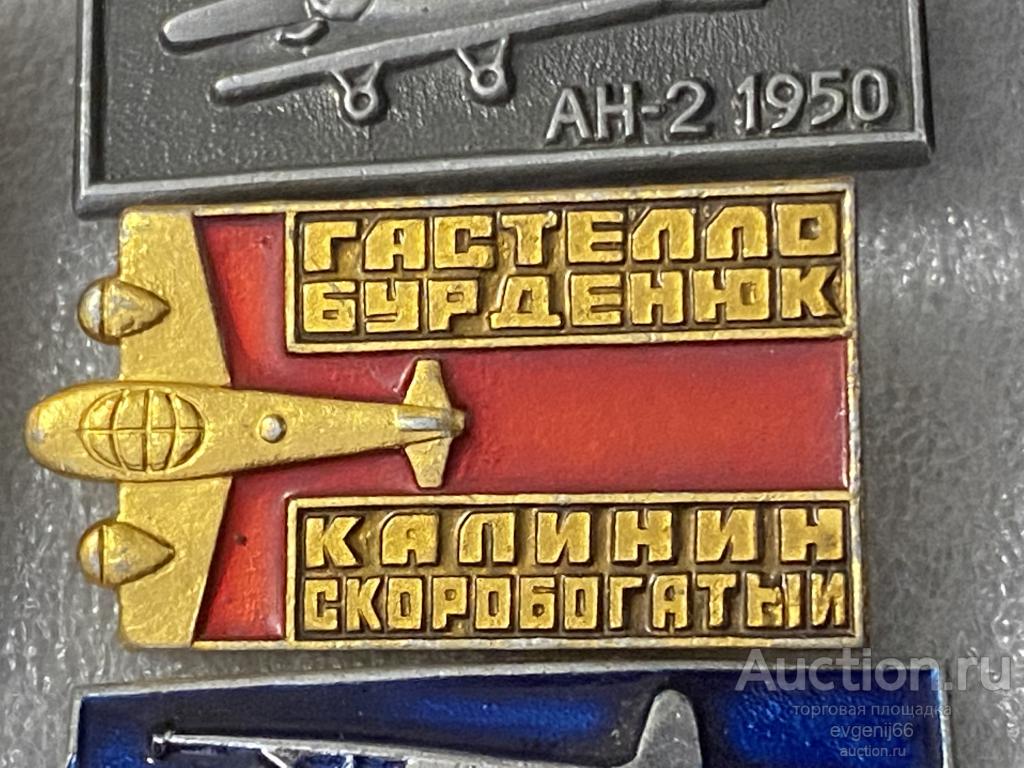 АН-2 1950
ГАСТЕЛЛО
БУРДЕНЮК
КАЛИНИН
СКОРОБОГАТЫЙ
Auction.ru
торговая площадка
evgenij66
auction.ru